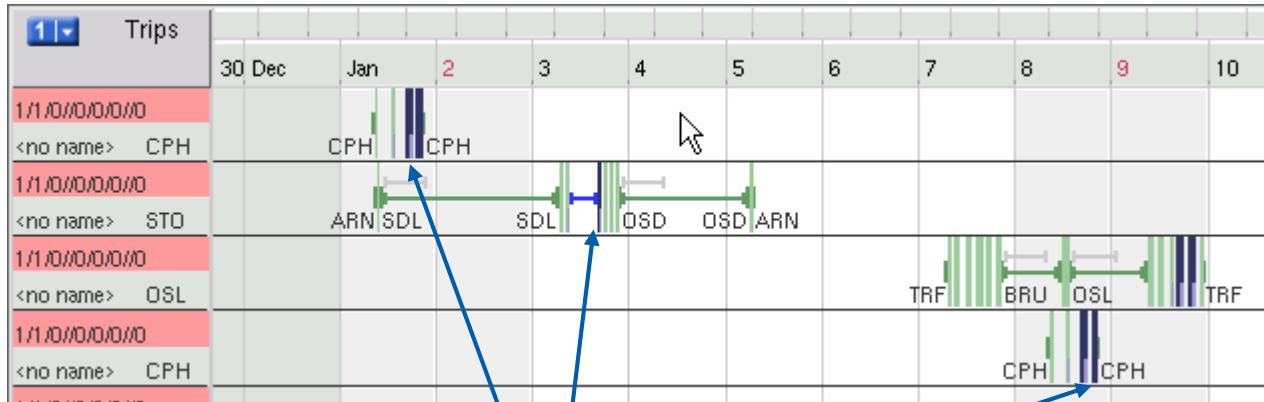 1 Trips
30 Dec Jan 2 3 4 5 6 7 8 9 10
1/1/0//0/0/0//0
<no name> CPH CPH CPH
1/1/0//0/0/0//0
<no name> STO ARN SDL SDL OSD OSD ARN
1/1/0//0/0/0//0
<no name> OSL TRF BRU OSL TRF
1/1/0//0/0/0//0
<no name> CPH CPH CPH